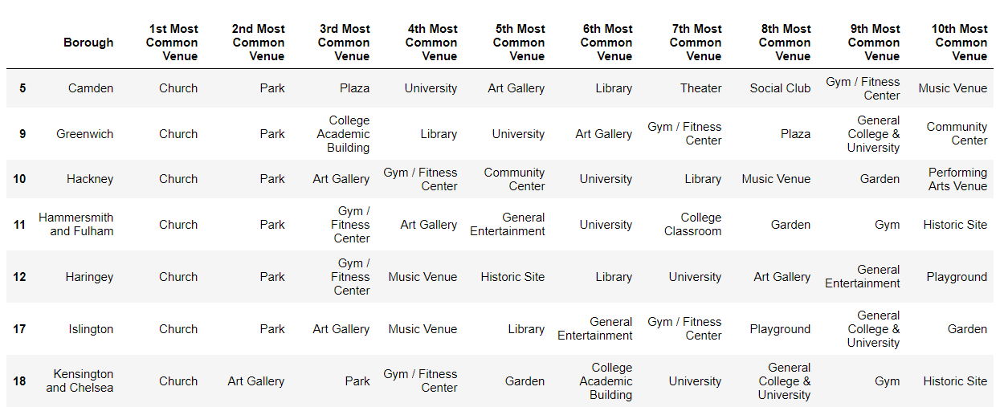 Borough 1st Most Common Venue 2nd Most Common Venue 3rd Most Common Venue 4th Most Common Venue 5th Most Common Venue 6th Most Common Venue 7th Most Common Venue 8th Most Common Venue 9th Most Common Venue 10th Most Common Venue
5 Camden Church Park Plaza University Art Gallery Library Theater Social Club Gym / Fitness Center Music Venue
9 Greenwich Church Park College Academic Building Library University Art Gallery Gym / Fitness Center Plaza General College & University Community Center
10 Hackney Church Park Art Gallery Gym / Fitness Center Community Center University Library Music Venue Garden Performing Arts Venue
11 Hammersmith and Fulham Church Park Gym / Fitness Center Art Gallery General Entertainment University College Classroom Garden Gym Historic Site
12 Haringey Church Park Gym / Fitness Center Music Venue Historic Site Library University Art Gallery General Entertainment Playground
17 Islington Church Park Art Gallery Music Venue Library General Entertainment Gym / Fitness Center Playground General College & University Garden
18 Kensington and Chelsea Church Art Gallery Park Gym / Fitness Center Garden College Academic Building University General College & University Gym Historic Site